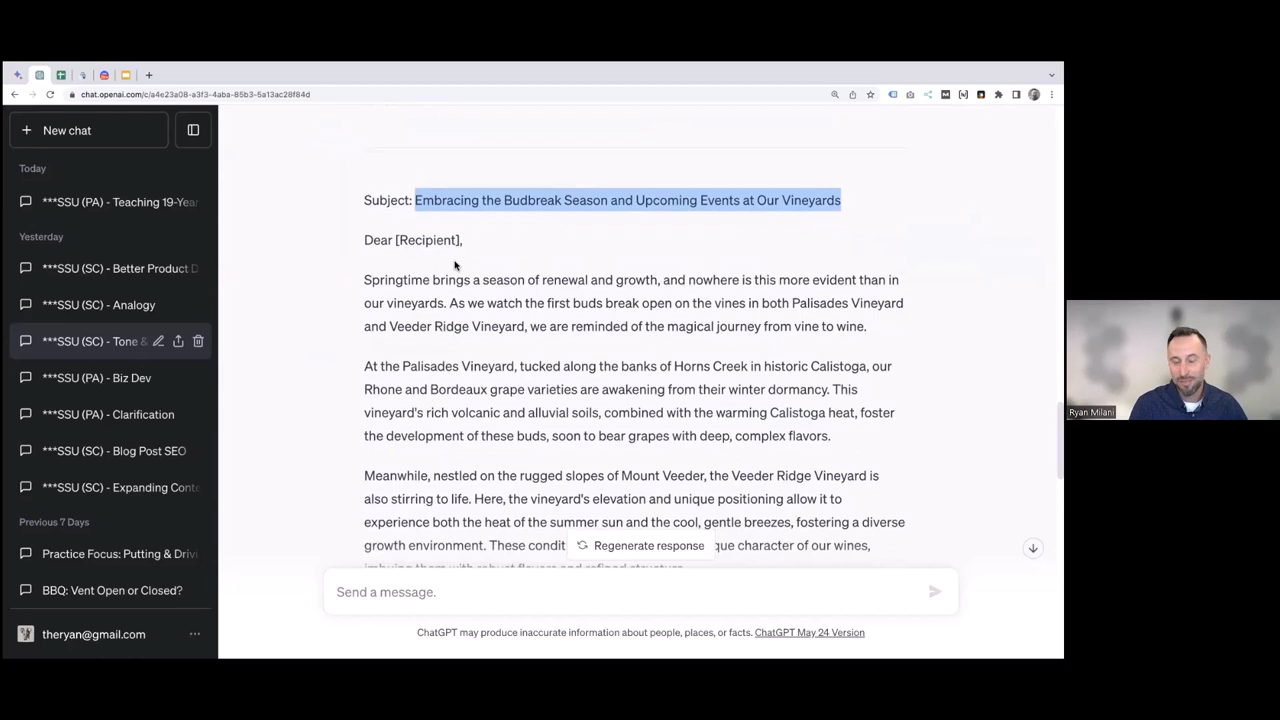 chat.openai.com/c/a4e23a08-a3f3-4aba-85b3-5a13ac28f84d
New chat
Today
***SSU (PA) - Teaching 19-Year
Yesterday
***SSU (SC) - Better Product D
***SSU (SC) - Analogy
***SSU (SC) - Tone &
***SSU (PA) - Biz Dev
***SSU (PA) - Clarification
***SSU (SC) - Blog Post SEO
***SSU (SC) - Expanding Conte
Previous 7 Days
Practice Focus: Putting & Drivi
BBQ: Vent Open or Closed?
theryan@gmail.com
Subject: Embracing the Budbreak Season and Upcoming Events at Our Vineyards
Dear [Recipient],
Springtime brings a season of renewal and growth, and nowhere is this more evident than in
our vineyards. As we watch the first buds break open on the vines in both Palisades Vineyard
and Veeder Ridge Vineyard, we are reminded of the magical journey from vine to wine.
At the Palisades Vineyard, tucked along the banks of Horns Creek in historic Calistoga, our
Rhone and Bordeaux grape varieties are awakening from their winter dormancy. This
vineyard's rich volcanic and alluvial soils, combined with the warming Calistoga heat, foster
the development of these buds, soon to bear grapes with deep, complex flavors.
Meanwhile, nestled on the rugged slopes of Mount Veeder, the Veeder Ridge Vineyard is
also stirring to life. Here, the vineyard's elevation and unique positioning allow it to
experience both the heat of the summer sun and the cool, gentle breezes, fostering a diverse
growth environment. These condit
que character of our wines,
Regenerate response
imbuing them with robust flavors and refined structure.
Send a message.
ChatGPT may produce inaccurate information about people, places, or facts. ChatGPT May 24 Version
Ryan Milani